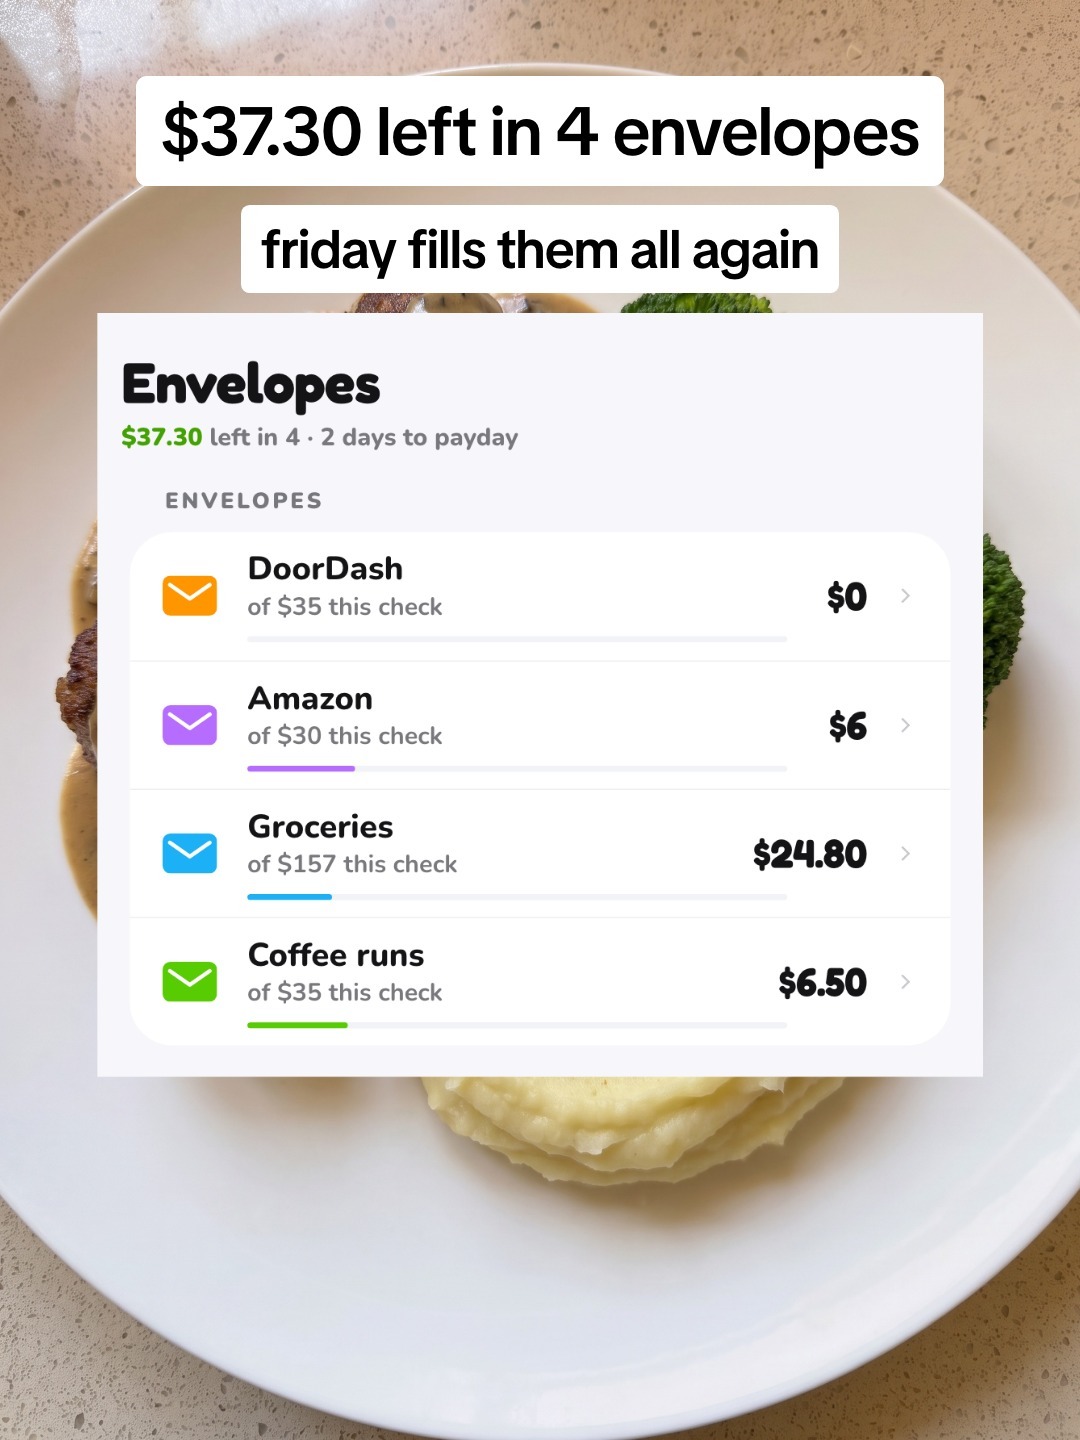 $37.30 left in 4 envelopes
friday fills them all again
Envelopes
$37.30 left in 4 · 2 days to payday
ENVELOPES
DoorDash
of $35 this check
$0
Amazon
of $30 this check
$6
Groceries
of $157 this check
$24.80
Coffee runs
of $35 this check
$6.50